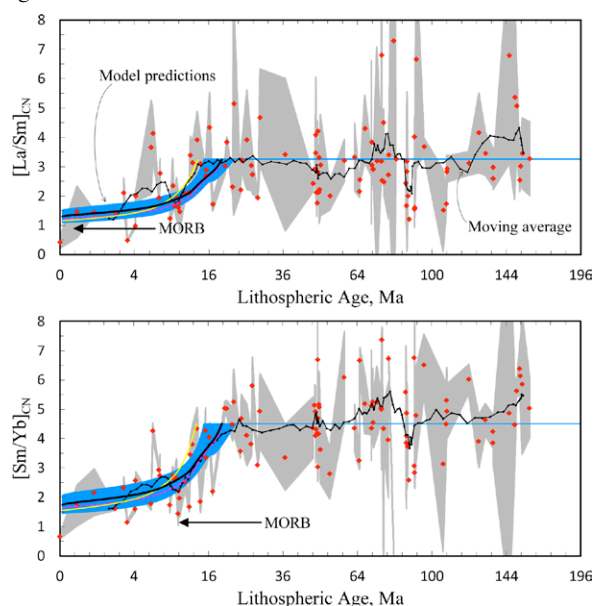 8
7
6
5
4
3
2
1
0
[La/Sm]CN
Model predictions
MORB
Moving average
0 4 16 36 64 100 144 196
Lithospheric Age, Ma
8
7
6
5
4
3
2
1
0
[Sm/Yb]CN
MORB
0 4 16 36 64 100 144 196
Lithospheric Age, Ma